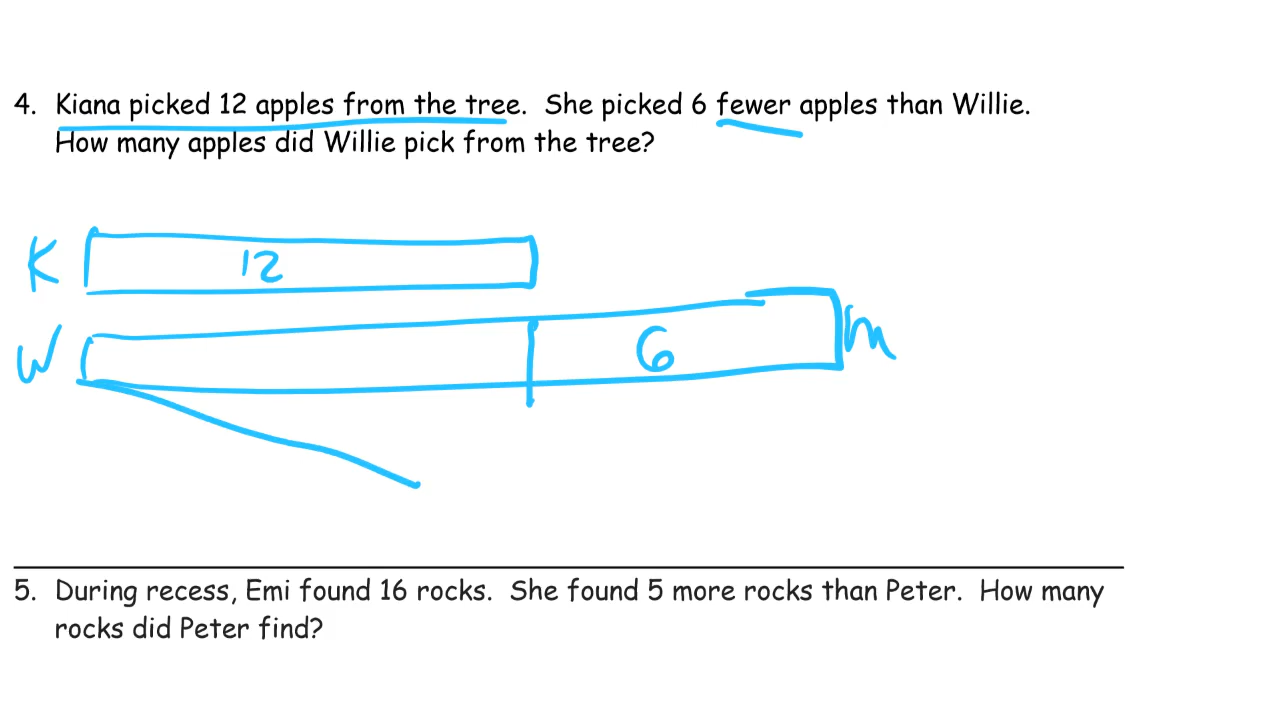 4. Kiana picked 12 apples from the tree. She picked 6 fewer apples than Willie.
How many apples did Willie pick from the tree?
K 12
W 6 m
5. During recess, Emi found 16 rocks. She found 5 more rocks than Peter. How many
rocks did Peter find?